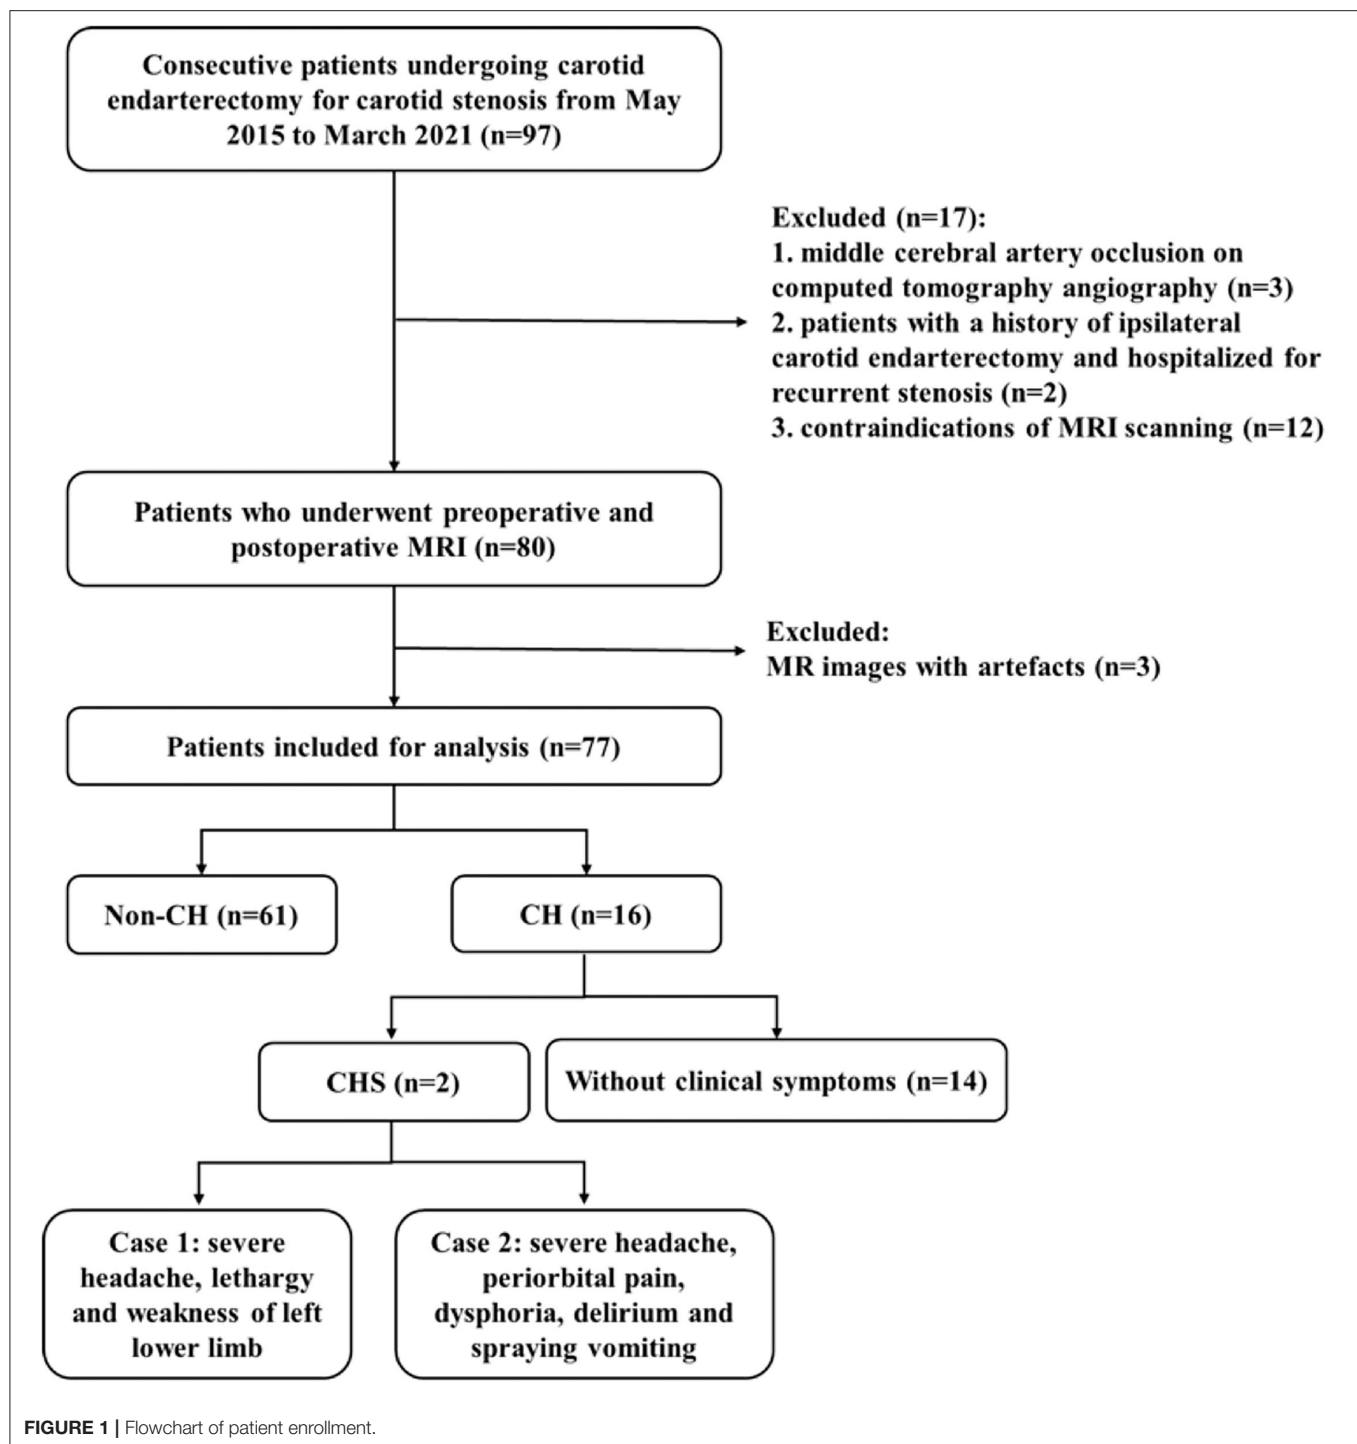 Consecutive patients undergoing carotid
endarterectomy for carotid stenosis from May
2015 to March 2021 (n=97)
Excluded (n=17):
1. middle cerebral artery occlusion on
computed tomography angiography (n=3)
2. patients with a history of ipsilateral
carotid endarterectomy and hospitalized for
recurrent stenosis (n=2)
3. contraindications of MRI scanning (n=12)
Patients who underwent preoperative and
postoperative MRI (n=80)
Excluded:
MR images with artefacts (n=3)
Patients included for analysis (n=77)
Non-CH (n=61)
CH (n=16)
CHS (n=2)
Without clinical symptoms (n=14)
Case 1: severe
headache, lethargy
and weakness of left
lower limb
Case 2: severe headache,
periorbital pain,
dysphoria, delirium and
spraying vomiting
FIGURE 1 | Flowchart of patient enrollment.